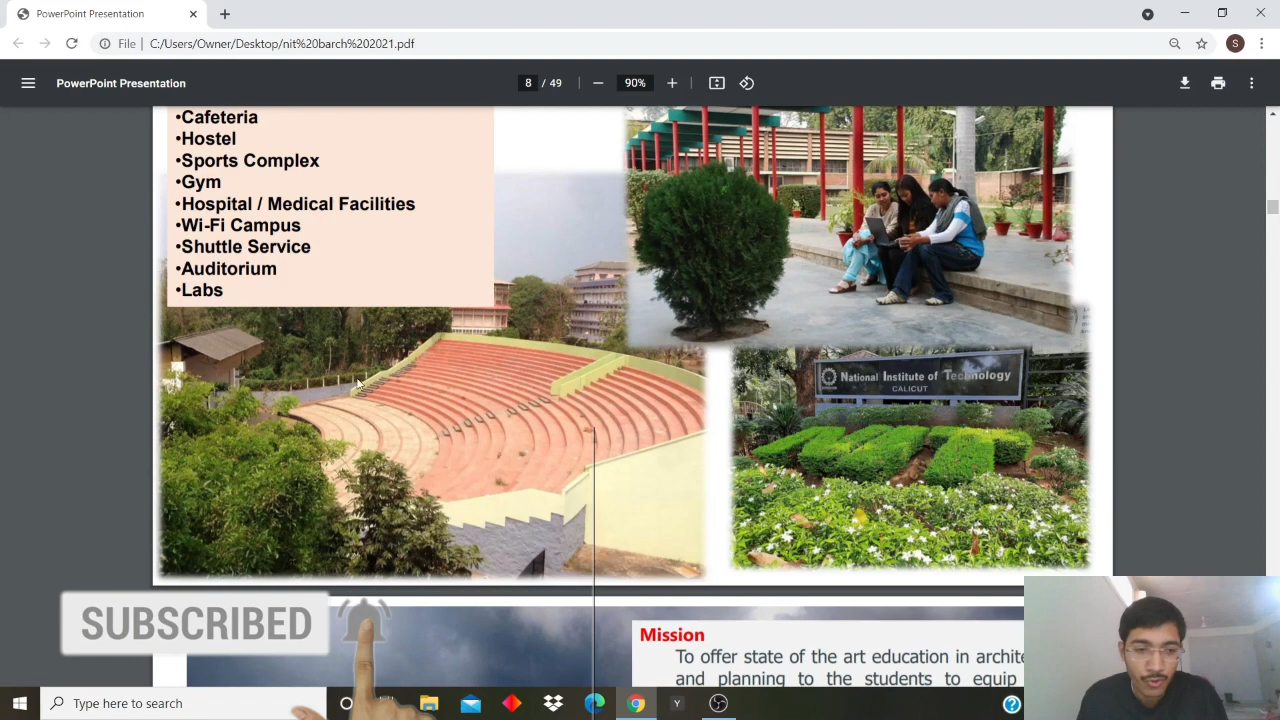 PowerPoint Presentation
File
C:/Users/Owner/Desktop/nit%20barch%202021.pdf
S
PowerPoint Presentation
8 / 49
90%
•Cafeteria
•Hostel
•Sports Complex
•Gym
•Hospital / Medical Facilities
•Wi-Fi Campus
•Shuttle Service
•Auditorium
•Labs
National Institute of Technology
CALICUT
NIT
SUBSCRIBED
Mission
To offer state of the art education in archite
and planning to the students to equip
Type here to search
Y